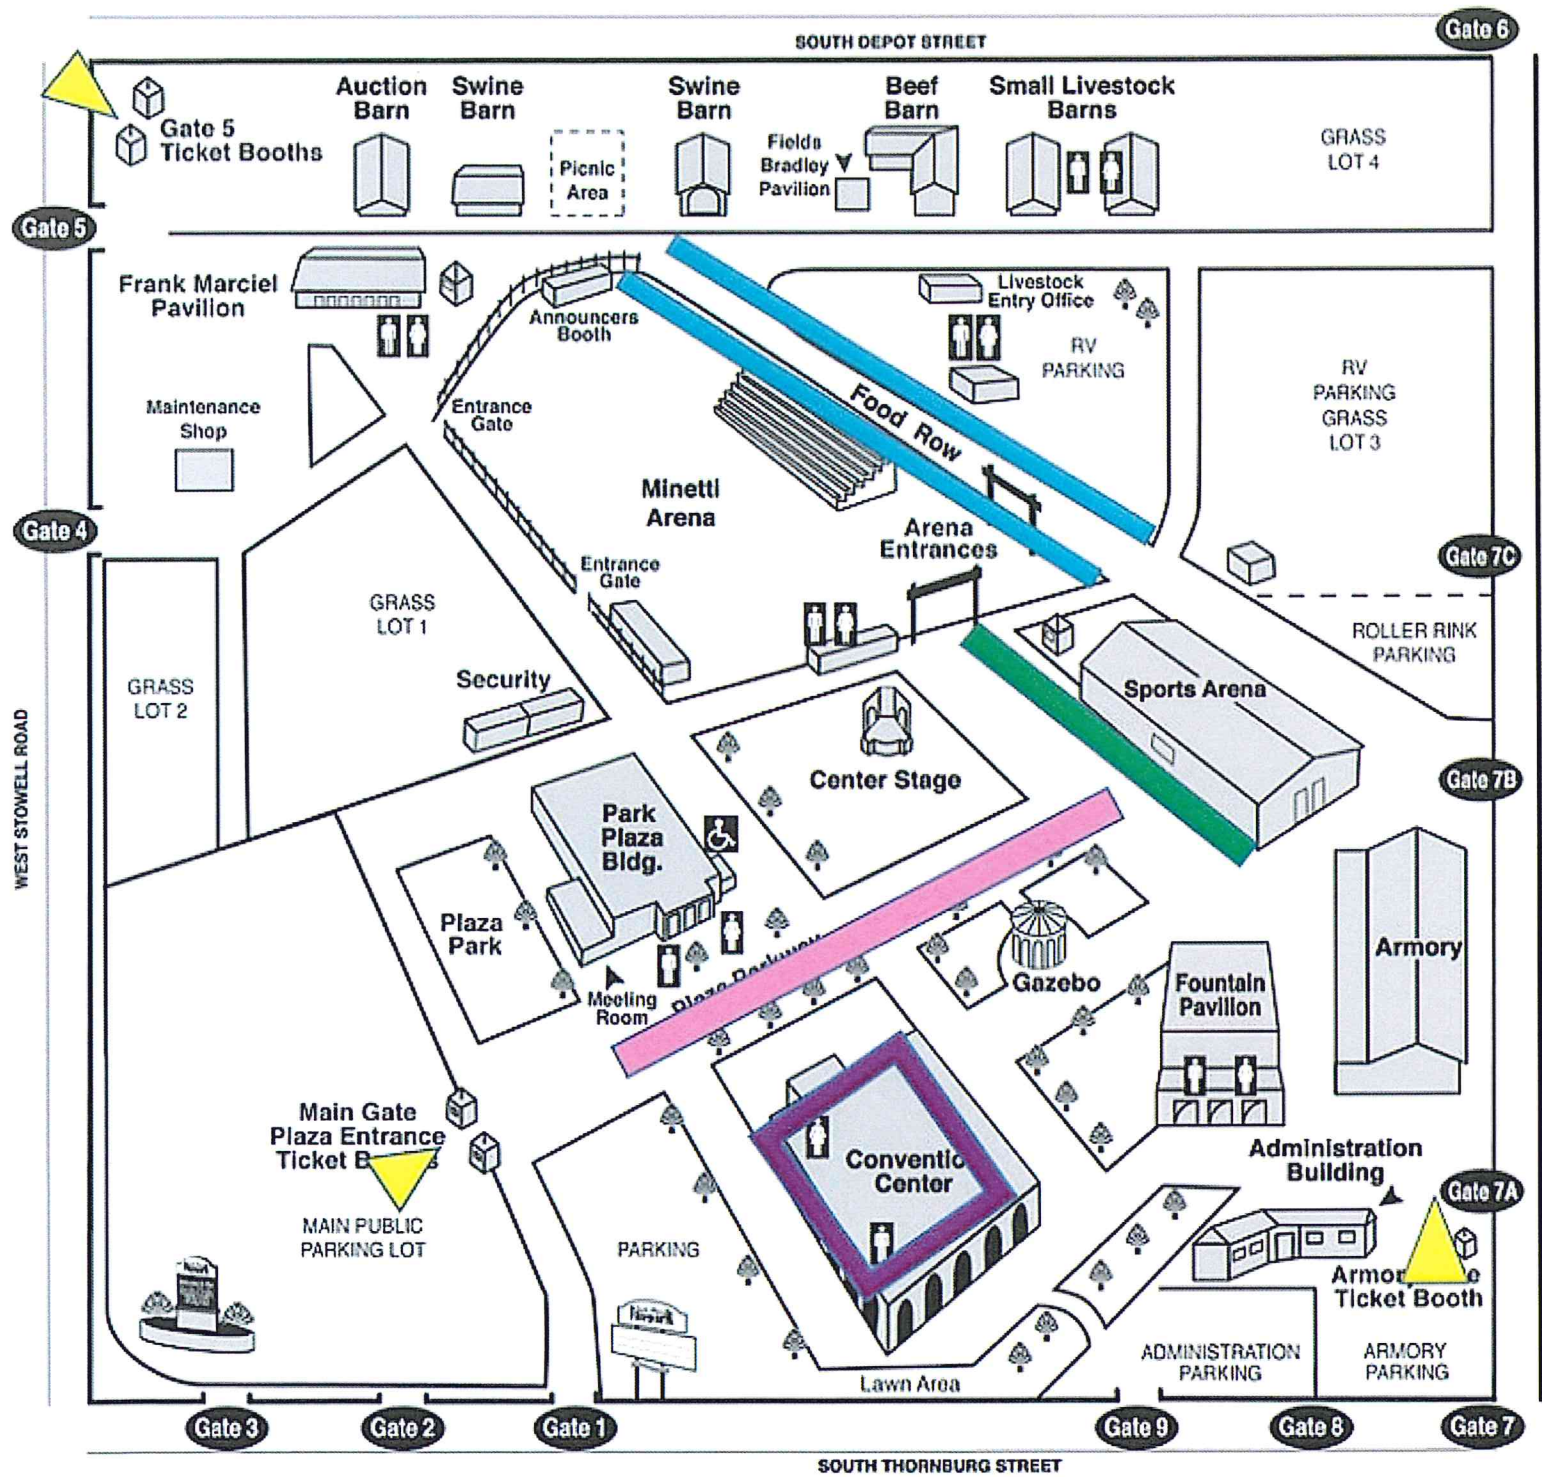 Gate 6
SOUTH DEPOT STREET
Auction
Barn
Swine
Barn
Swine
Barn
Beef
Barn
Small Livestock
Barns
Gate 5
Ticket Booths
Picnic
Area
Fields
Bradley
Pavilion
GRASS
LOT 4
Gate 5
Frank Marciel
Pavilion
Announcers
Booth
Livestock
Entry Office
RV
PARKING
RV
PARKING
GRASS
LOT 3
Maintenance
Shop
Entrance
Gate
Food Row
Minetti
Arena
Gate 4
Arena
Entrances
Gate 7C
Entrance
Gate
GRASS
LOT 1
ROLLER RINK
PARKING
GRASS
LOT 2
Security
Sports Arena
WEST STOWELL ROAD
Center Stage
Gate 7B
Park
Plaza
Bldg.
Plaza
Park
Armory
Plaza Parkway
Meeting
Room
Gazebo
Fountain
Pavilion
Main Gate
Plaza Entrance
Ticket
Convention
Center
Administration
Building
Gate 7A
MAIN PUBLIC
PARKING LOT
PARKING
Ticket Booth
ADMINISTRATION
PARKING
ARMORY
PARKING
Lawn Area
Gate 3
Gate 2
Gate 1
Gate 9
Gate 8
Gate 7
SOUTH THORNBURG STREET